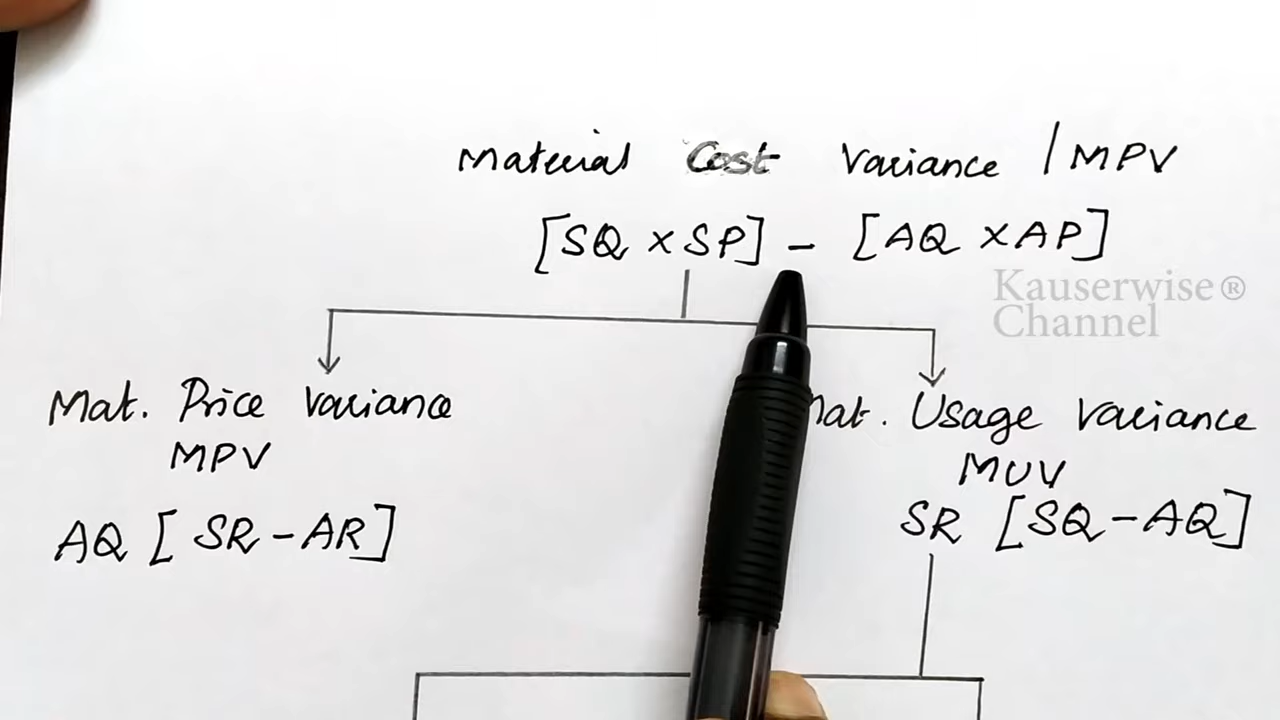 Material Cost Variance / MPV
[SQ × SP] – [AQ × AP]
Kauserwise®
Channel
Mat. Price Variance
MPV
AQ [SR – AR]
Mat. Usage Variance
MUV
SR [SQ – AQ]